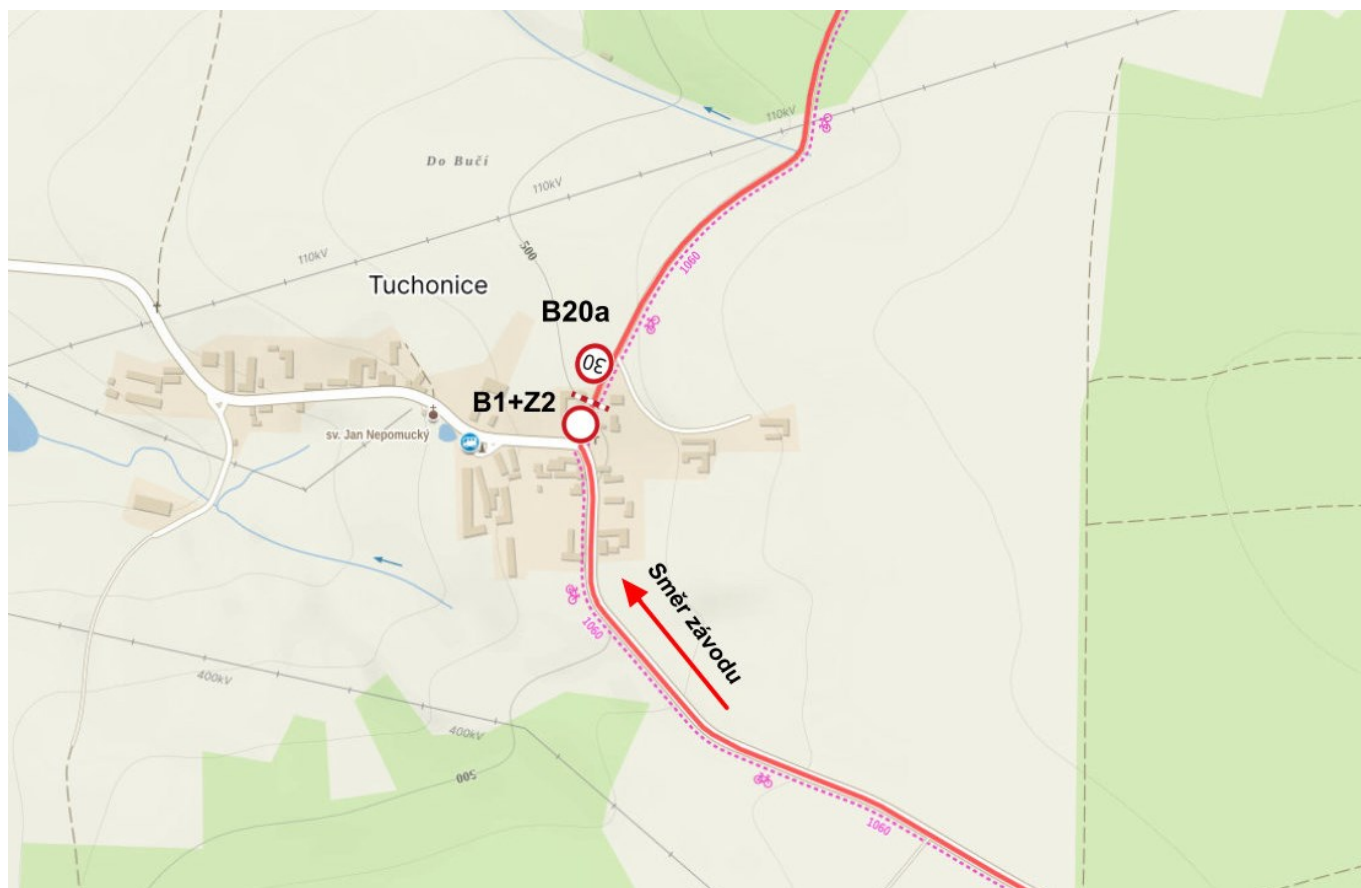 110kV
Do Bučí
110kV
500
110kV
1060
Tuchonice
B20a
30
B1+Z2
sv. Jan Nepomucký
Směr závodu
1060
400kV
400kV
500
1060